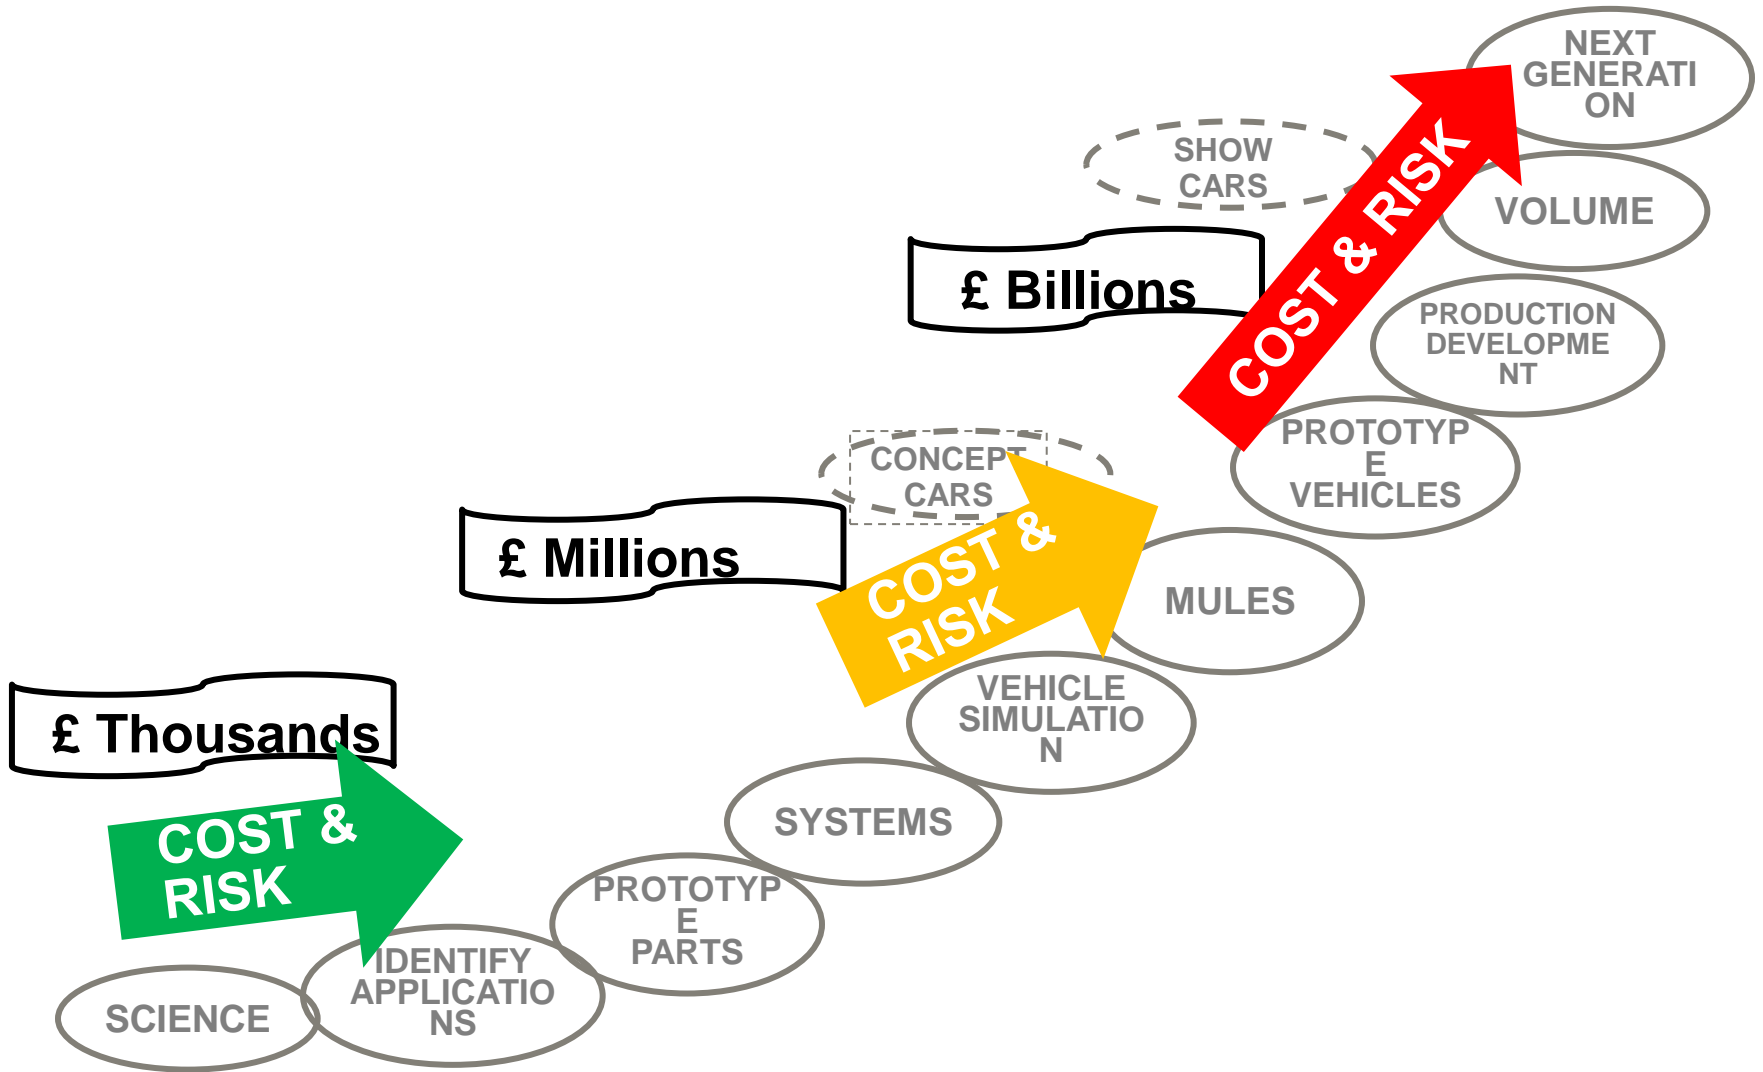 NEXT
GENERATI
ON
SHOW
CARS
VOLUME
COST & RISK
£ Billions
PRODUCTION
DEVELOPME
NT
PROTOTYP
E
VEHICLES
CONCEPT
CARS
£ Millions
COST &
RISK
MULES
VEHICLE
SIMULATIO
N
£ Thousands
COST &
RISK
SYSTEMS
PROTOTYP
E
PARTS
IDENTIFY
APPLICATIO
NS
SCIENCE